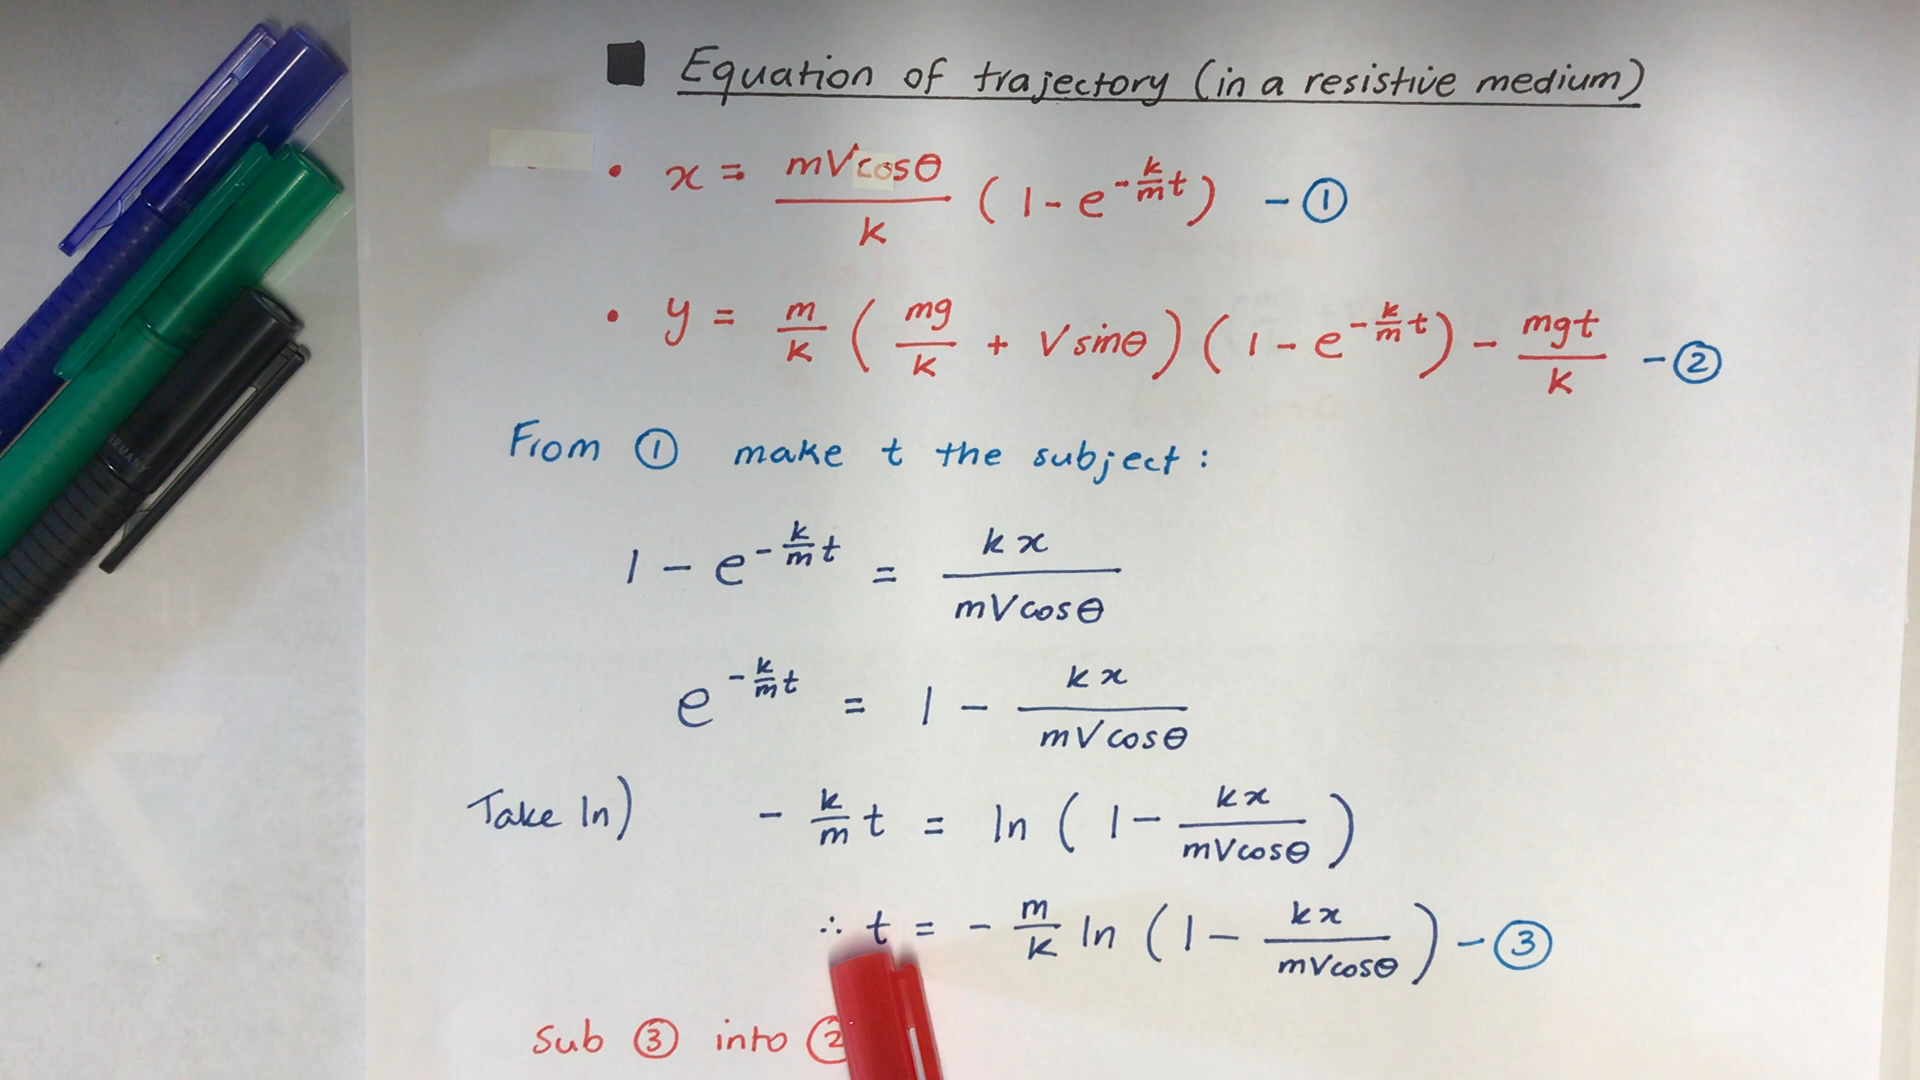 ■ Equation of trajectory (in a resistive medium)
• x = mVcosθ/k (1 - e^(-k/m t)) - ①
• y = m/k (mg/k + V sinθ)(1 - e^(-k/m t)) - mgt/k - ②
From ① make t the subject:
1 - e^(-k/m t) = kx/mVcosθ
e^(-k/m t) = 1 - kx/mVcosθ
Take ln) - k/m t = ln (1 - kx/mVcosθ)
∴ t = - m/k ln (1 - kx/mVcosθ) - ③
Sub ③ into ②